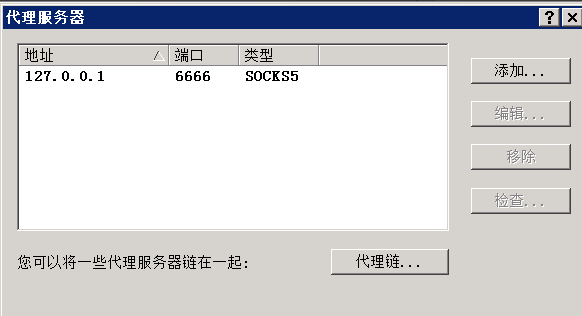 代理服务器
地址 端口 类型
127.0.0.1 6666 SOCKS5
添加...
编辑...
移除
检查...
您可以将一些代理服务器链在一起:
代理链...